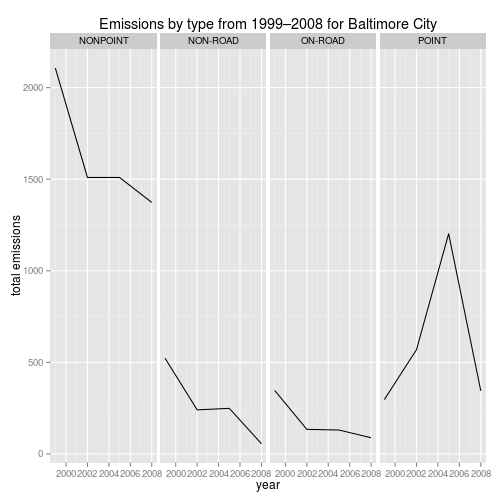 Emissions by type from 1999–2008 for Baltimore City
NONPOINT NON-ROAD ON-ROAD POINT
2000
1500
1000
500
0
total emissions
2000 2002 2004 2006 2008 2000 2002 2004 2006 2008 2000 2002 2004 2006 2008 2000 2002 2004 2006 2008
year